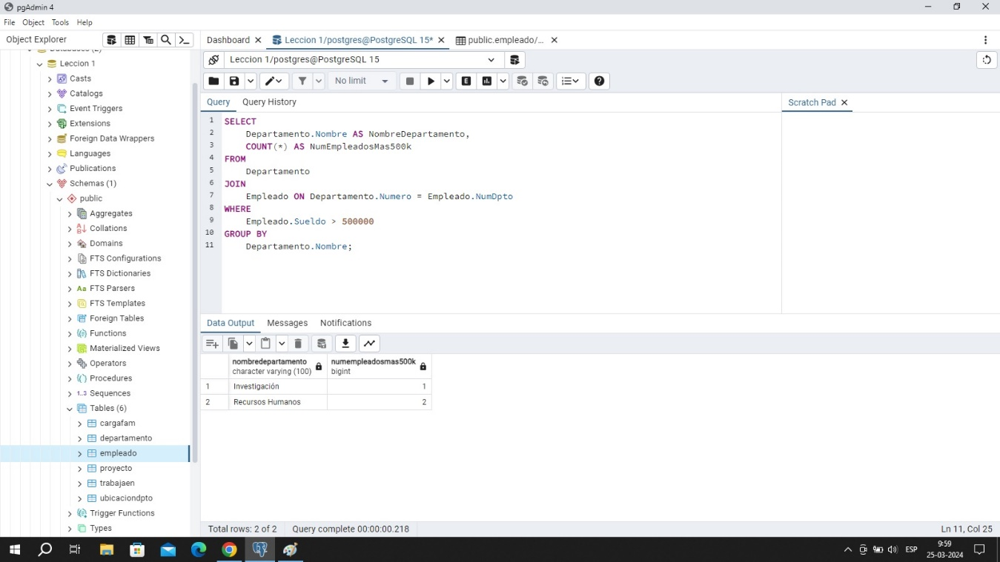 pgAdmin 4
File Object Tools Help
Object Explorer
Dashboard Leccion 1/postgres@PostgreSQL 15* public.empleado/...
Leccion 1/postgres@PostgreSQL 15
No limit
E
Query Query History
Scratch Pad
Leccion 1
Casts
Catalogs
Event Triggers
Extensions
Foreign Data Wrappers
Languages
Publications
Schemas (1)
public
Aggregates
Collations
Domains
FTS Configurations
FTS Dictionaries
Aa FTS Parsers
FTS Templates
Foreign Tables
Functions
Materialized Views
Operators
Procedures
1..3 Sequences
Tables (6)
cargafam
departamento
empleado
proyecto
trabajaen
ubicaciondpto
Trigger Functions
Types
1 SELECT
2 Departamento.Nombre AS NombreDepartamento,
3 COUNT(*) AS NumEmpleadosMas500k
4 FROM
5 Departamento
6 JOIN
7 Empleado ON Departamento.Numero = Empleado.NumDpto
8 WHERE
9 Empleado.Sueldo > 500000
10 GROUP BY
11 Departamento.Nombre;
Data Output Messages Notifications
nombredepartamento numempleadosmas500k
character varying (100) bigint
1 Investigación 1
2 Recursos Humanos 2
Total rows: 2 of 2 Query complete 00:00:00.218 Ln 11, Col 25
ESP
9:59
25-03-2024